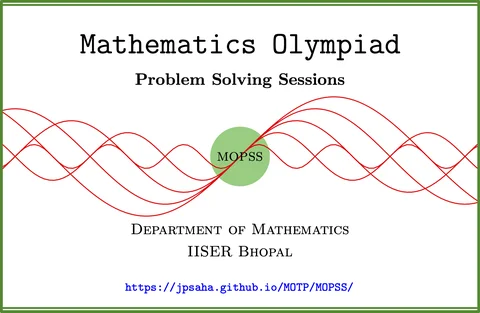 Mathematics Olympiad
Problem Solving Sessions
MOPSS
Department of Mathematics
IISER Bhopal
https://jpsaha.github.io/MOTP/MOPSS/